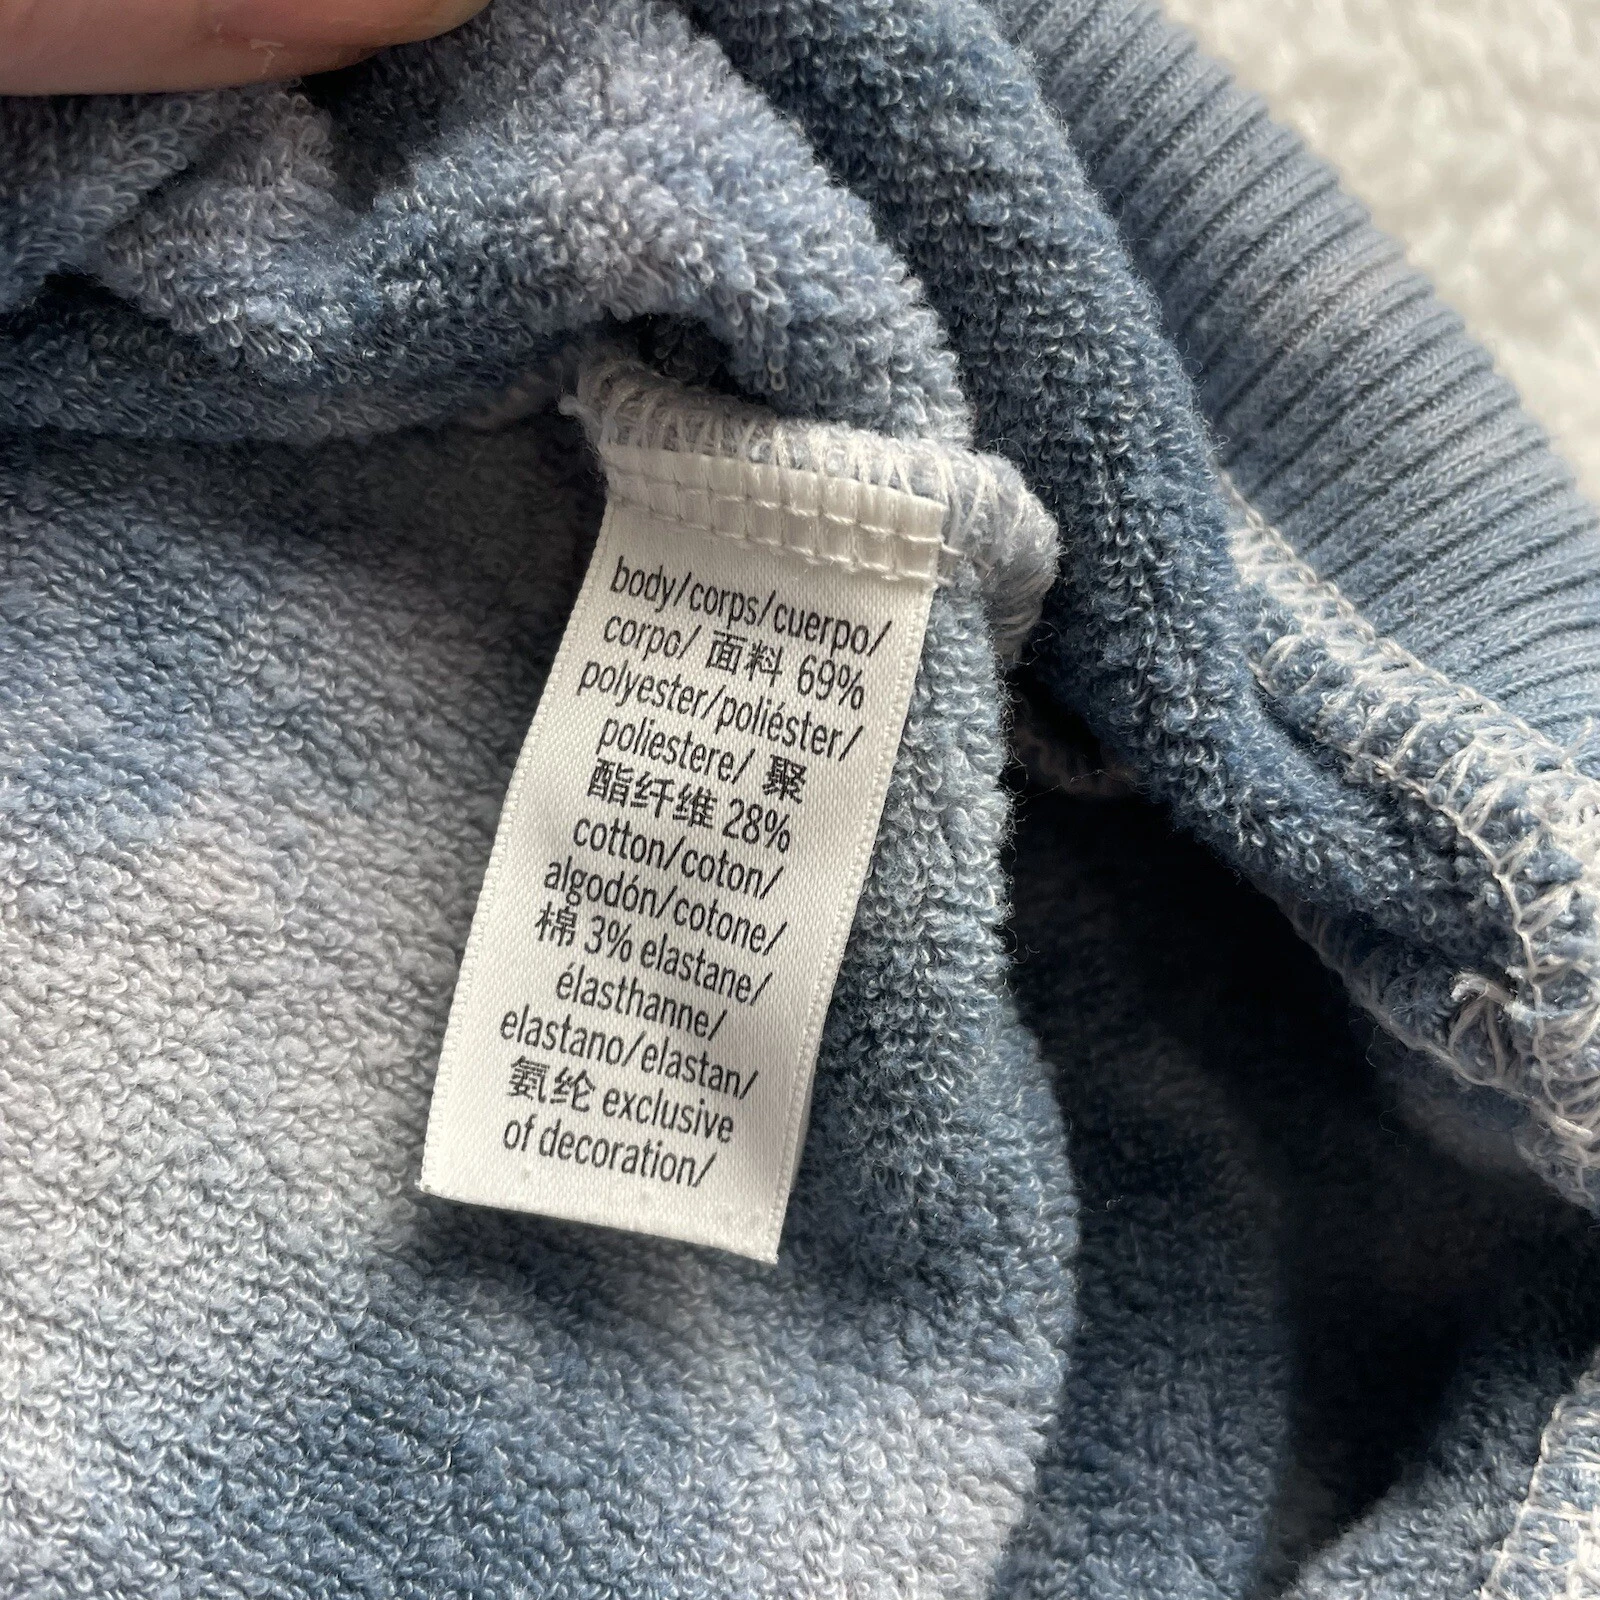 body/corps/cuerpo/
corpo/ 面料 69%
polyester/poliéster/
poliestere/ 聚
酯纤维 28%
cotton/coton/
algodón/cotone/
棉 3% elastane/
élasthanne/
elastano/elastan/
氨纶 exclusive
of decoration/